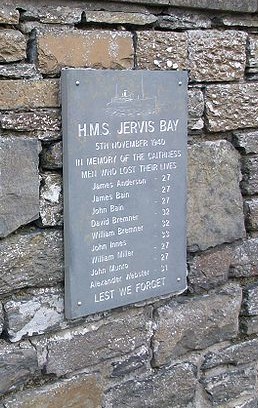 H.M.S. JERVIS BAY
5TH NOVEMBER 1940
IN MEMORY OF THE CAITHNESS
MEN WHO LOST THEIR LIVES
James Anderson - 27
James Bain - 27
John Bain - 27
David Bremner - 32
William Bremner - 32
John Innes - 33
William Miller - 27
John Munro - 27
Alexander Webster - 31
LEST WE FORGET